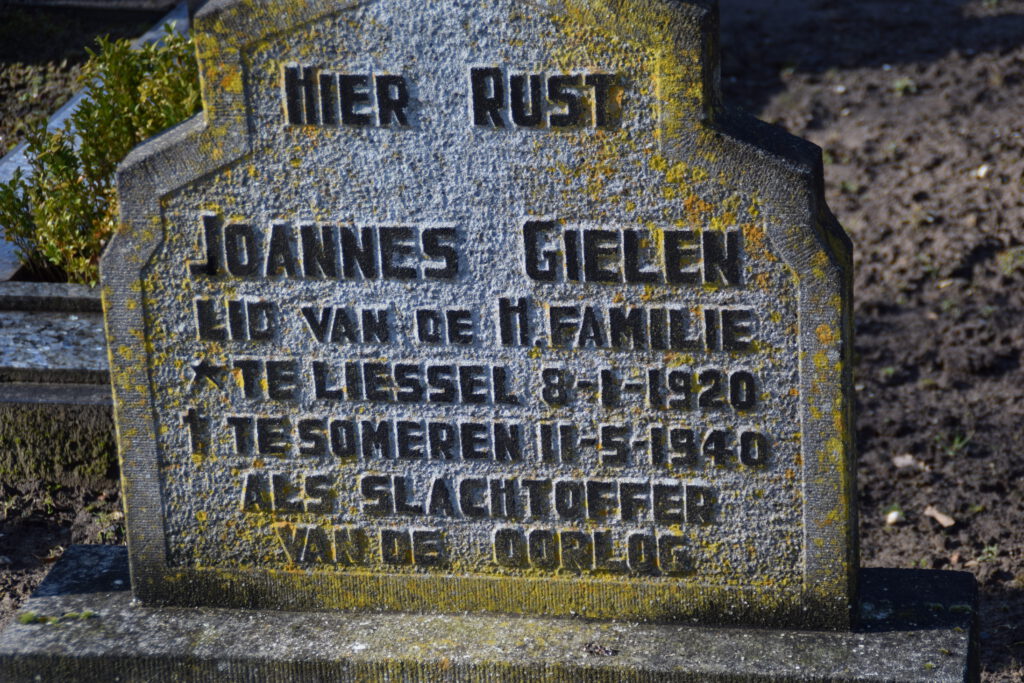 HIER RUST
JOANNES GIELEN
LID VAN DE H. FAMILIE
* TE LIESSEL 8-1-1920
† TE SOMEREN 11-5-1940
ALS SLACHTOFFER
VAN DE OORLOG